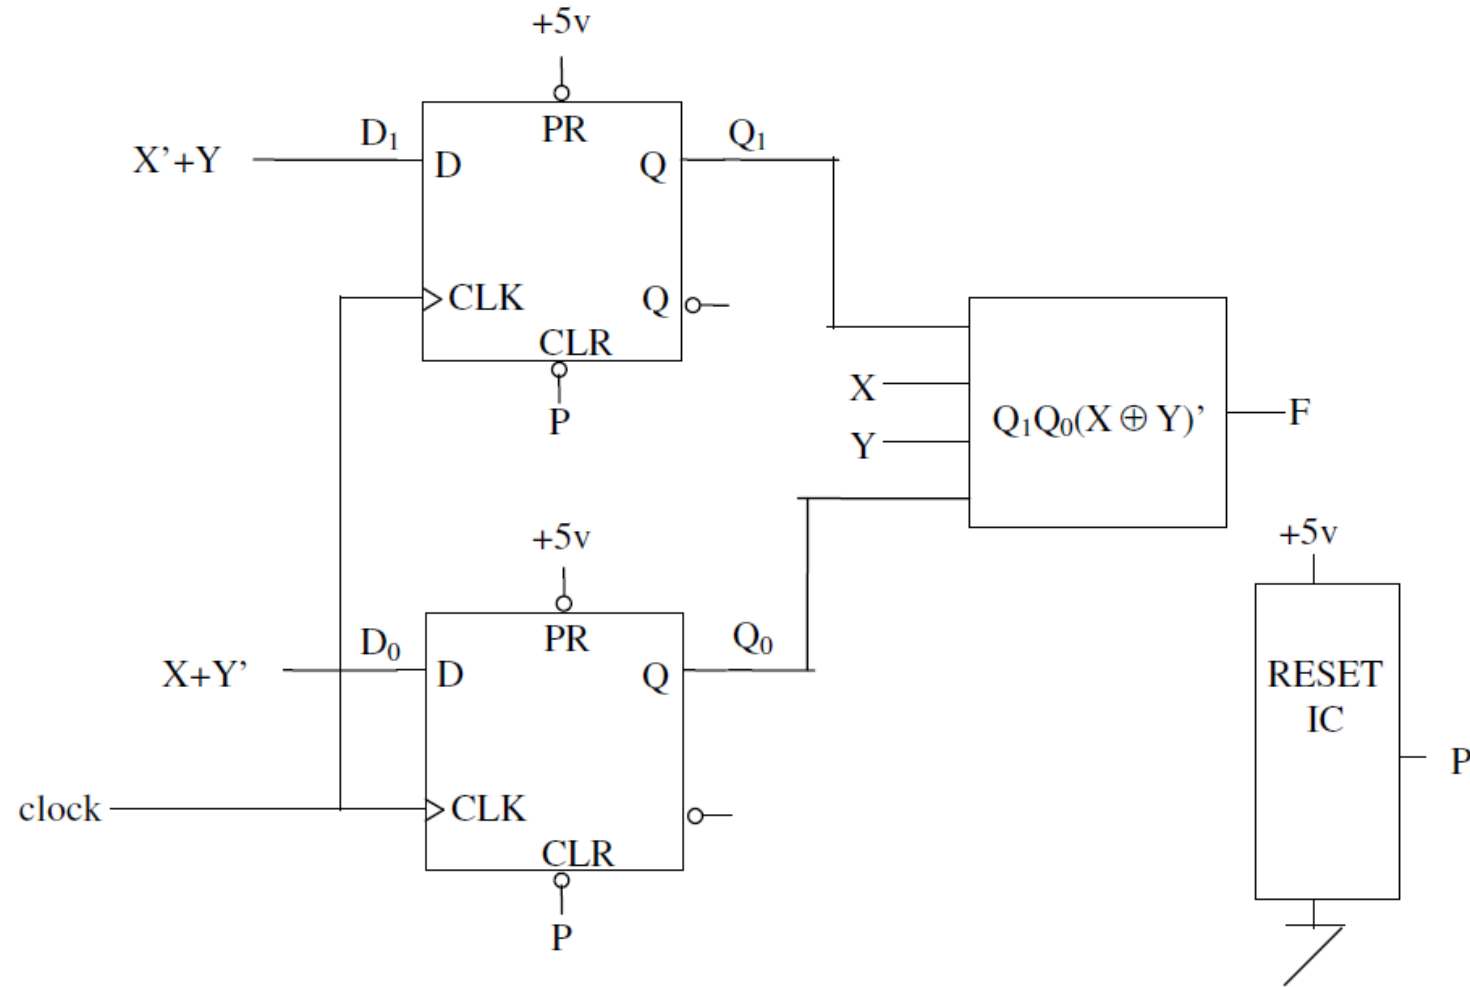 +5v
PR
D₁
X’+Y
D
Q
Q₁
CLK
Q
CLR
P
X
Y
Q₁Q₀(X ⊕ Y)’
F
+5v
PR
D₀
X+Y’
D
Q
Q₀
clock
CLK
CLR
P
+5v
RESET
IC
P